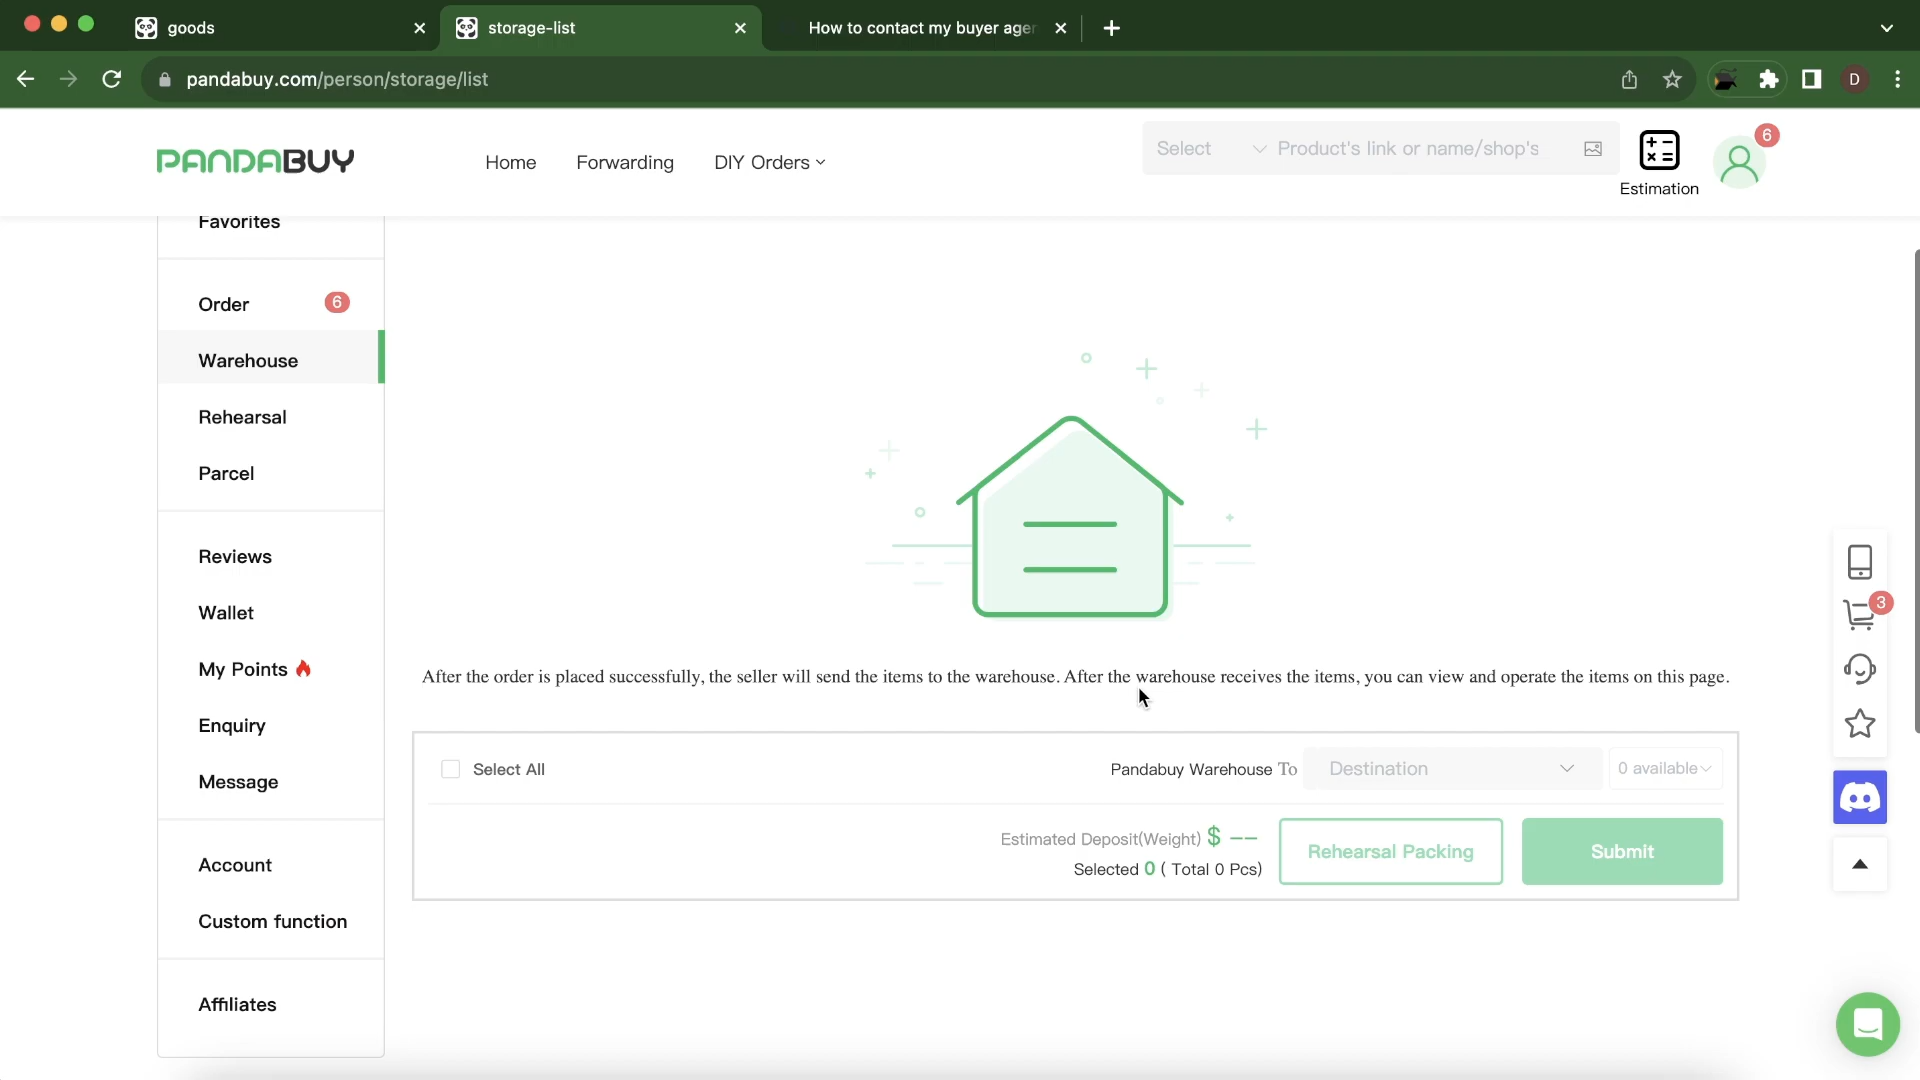 goods
storage-list
How to contact my buyer ager
pandabuy.com/person/storage/list
D
PANDABUY
Home
Forwarding
DIY Orders
Select
Product's link or name/shop's
Estimation
6
Favorites
Order
6
Warehouse
Rehearsal
Parcel
Reviews
Wallet
My Points
Enquiry
Message
Account
Custom function
Affiliates
After the order is placed successfully, the seller will send the items to the warehouse. After the warehouse receives the items, you can view and operate the items on this page.
Select All
Pandabuy Warehouse To
Destination
0 available
Estimated Deposit(Weight) $ --
Selected 0 ( Total 0 Pcs)
Rehearsal Packing
Submit
3